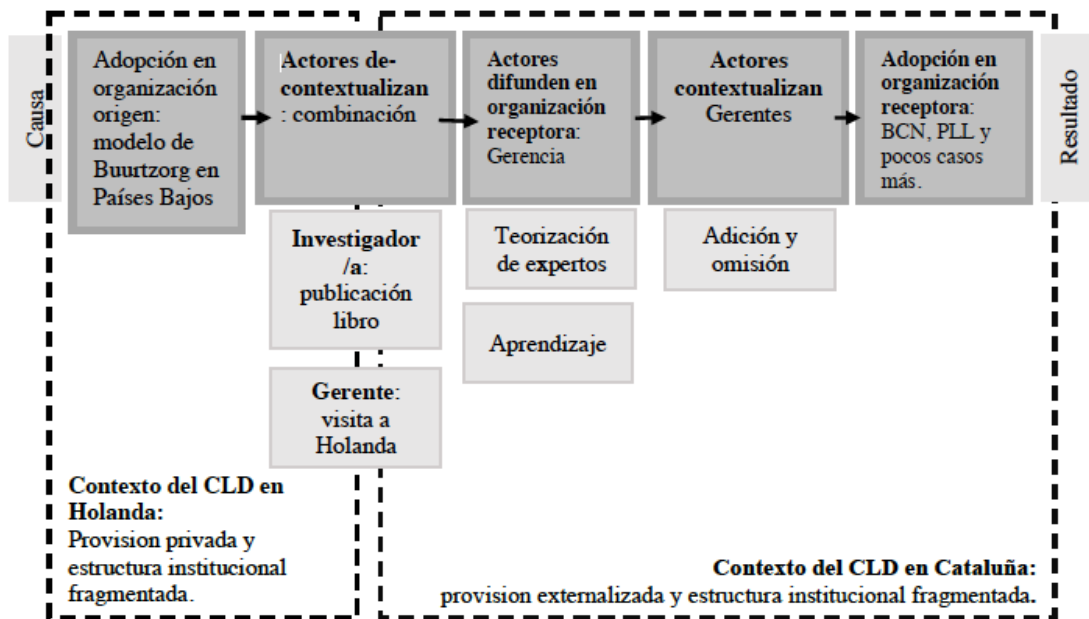 Causa
Adopción en
organización
origen:
modelo de
Buurtzorg en
Países Bajos
Actores de-
contextualizan
: combinación
Actores
difunden en
organización
receptora:
Gerencia
Actores
contextualizan
Gerentes
Adopción en
organización
receptora:
BCN, PLL y
pocos casos
más.
Resultado
Investigador
/a:
publicación
libro
Gerente:
visita a
Holanda
Teorización
de expertos
Aprendizaje
Adición y
omisión
Contexto del CLD en
Holanda:
Provision privada y
estructura institucional
fragmentada.
Contexto del CLD en Cataluña:
provision externalizada y estructura institucional fragmentada.